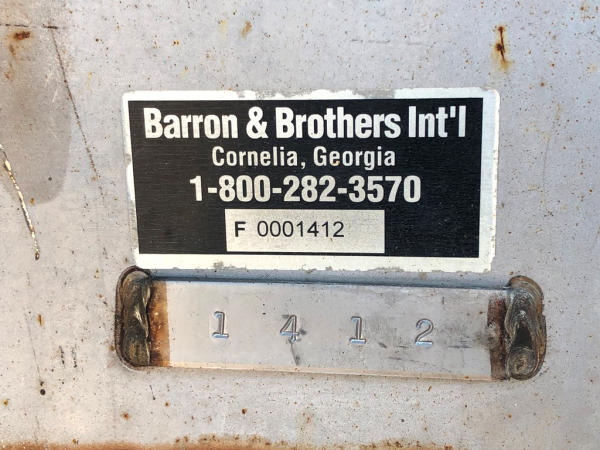 Barron & Brothers Int'l
Cornelia, Georgia
1-800-282-3570
F 0001412
1 4 1 2